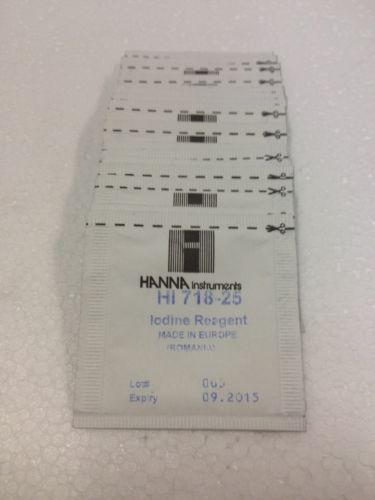 HANNA instruments
HI 718-25
Iodine Reagent
MADE IN EUROPE
(ROMANIA)
Lot#
Expiry 09.2015